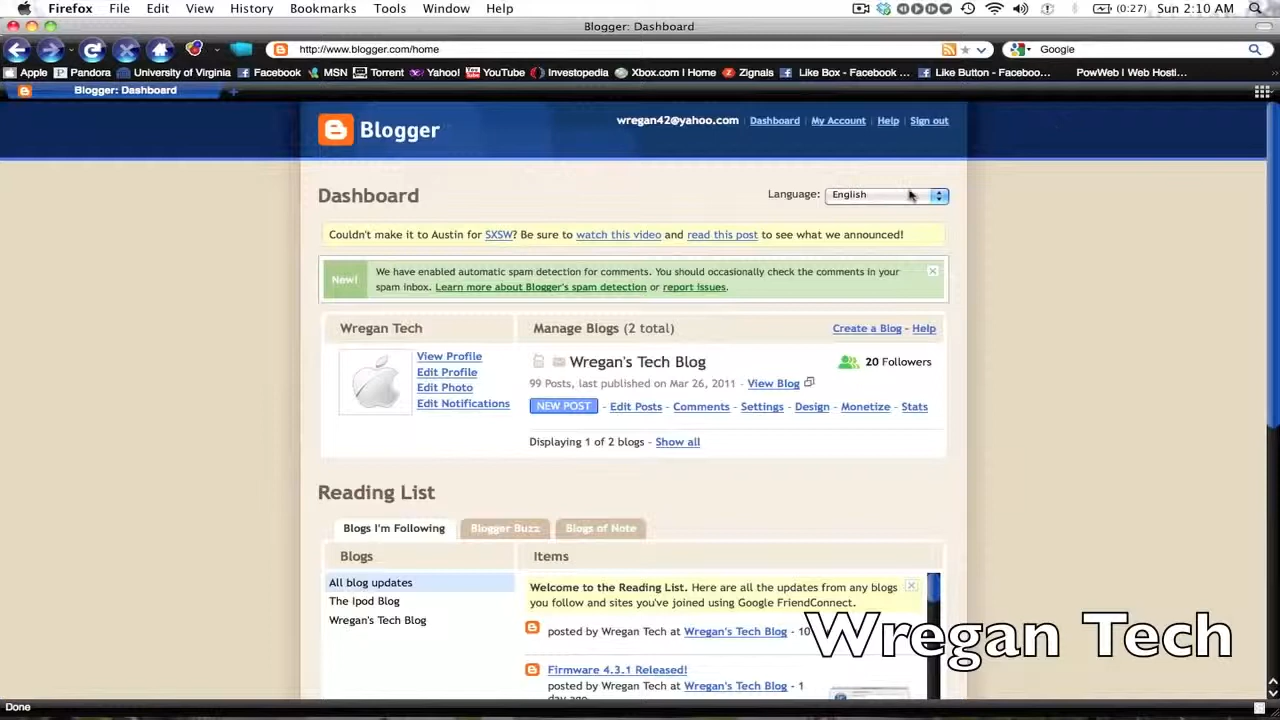 Firefox File Edit View History Bookmarks Tools Window Help (0:27) Sun 2:10 AM
Blogger: Dashboard
http://www.blogger.com/home Google
Apple Pandora University of Virginia Facebook MSN Torrent Yahoo! YouTube Investopedia Xbox.com | Home Zignals Like Box - Facebook ... Like Button - Faceboo... PowWeb | Web Hosti...
Blogger: Dashboard
Blogger wregan42@yahoo.com | Dashboard | My Account | Help | Sign out
Dashboard Language: English
Couldn't make it to Austin for SXSW? Be sure to watch this video and read this post to see what we announced!
New! We have enabled automatic spam detection for comments. You should occasionally check the comments in your
spam inbox. Learn more about Blogger's spam detection or report issues.
Wregan Tech Manage Blogs (2 total) Create a Blog - Help
View Profile Wregan's Tech Blog 20 Followers
Edit Profile 99 Posts, last published on Mar 26, 2011 - View Blog
Edit Photo
Edit Notifications NEW POST - Edit Posts - Comments - Settings - Design - Monetize - Stats
Displaying 1 of 2 blogs - Show all
Reading List
Blogs I'm Following Blogger Buzz Blogs of Note
Blogs Items
All blog updates Welcome to the Reading List. Here are all the updates from any blogs
The Ipod Blog you follow and sites you've joined using Google FriendConnect.
Wregan's Tech Blog
posted by Wregan Tech at Wregan's Tech Blog - 10
Wregan Tech
Firmware 4.3.1 Released!
posted by Wregan Tech at Wregan's Tech Blog - 1
day ago
Done